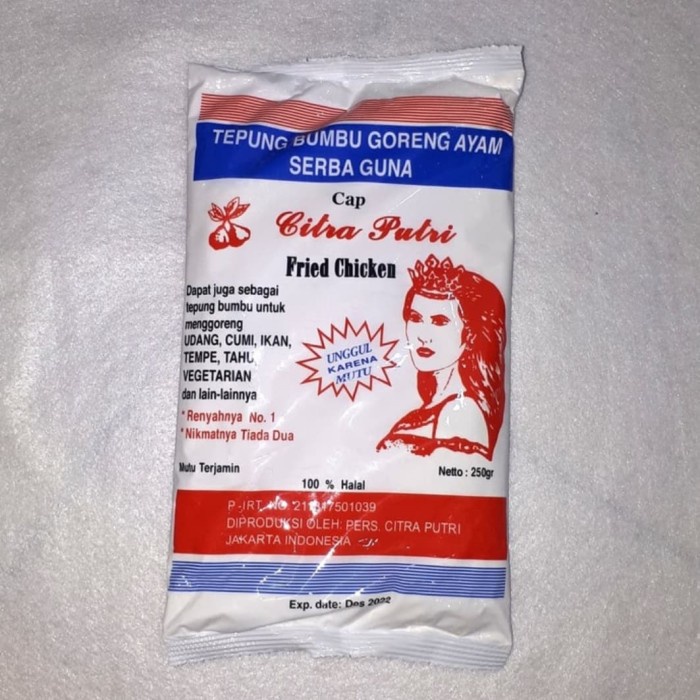 TEPUNG BUMBU GORENG AYAM
SERBA GUNA
Cap
Citra Putri
Fried Chicken
Dapat juga sebagai
tepung bumbu untuk
menggoreng
UDANG, CUMI, IKAN,
TEMPE, TAHU,
VEGETARIAN
dan lain-lainnya
* Renyahnya No. 1
* Nikmatnya Tiada Dua
UNGGUL
KARENA
MUTU
Mutu Terjamin
Netto : 250gr
100 % Halal
P-IRT. NO.
DIPRODUKSI OLEH: PERS. CITRA PUTRI
JAKARTA INDONESIA
Exp. date: Des 2022